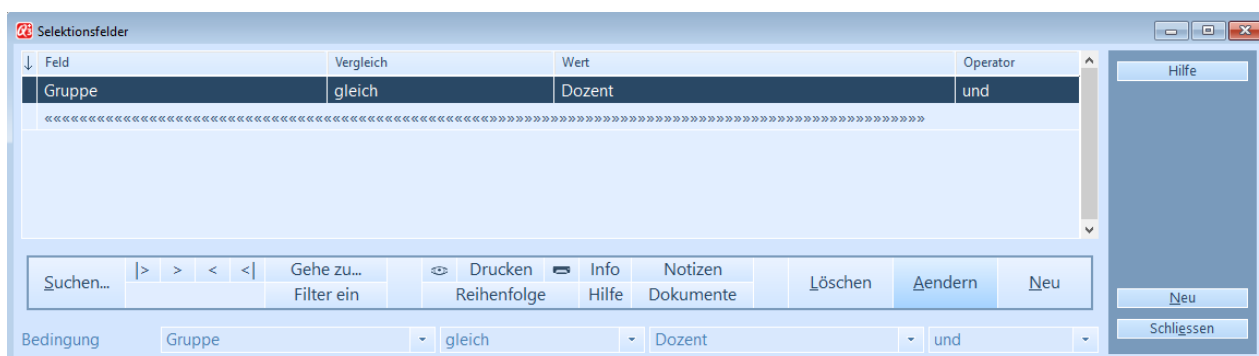 Selektionsfelder
Feld Vergleich Wert Operator
Hilfe
Gruppe gleich Dozent und
«««««««««««««««««««««««««««««««««««««««««««««««««««»»»»»»»»»»»»»»»»»»»»»»»»»»»»»»»»»»»»»»»»»»»»»»»»»»
Suchen... |> > < <| Gehe zu... Drucken Info Notizen Löschen Aendern Neu
Filter ein Reihenfolge Hilfe Dokumente
Neu
Schliessen
Bedingung Gruppe gleich Dozent und